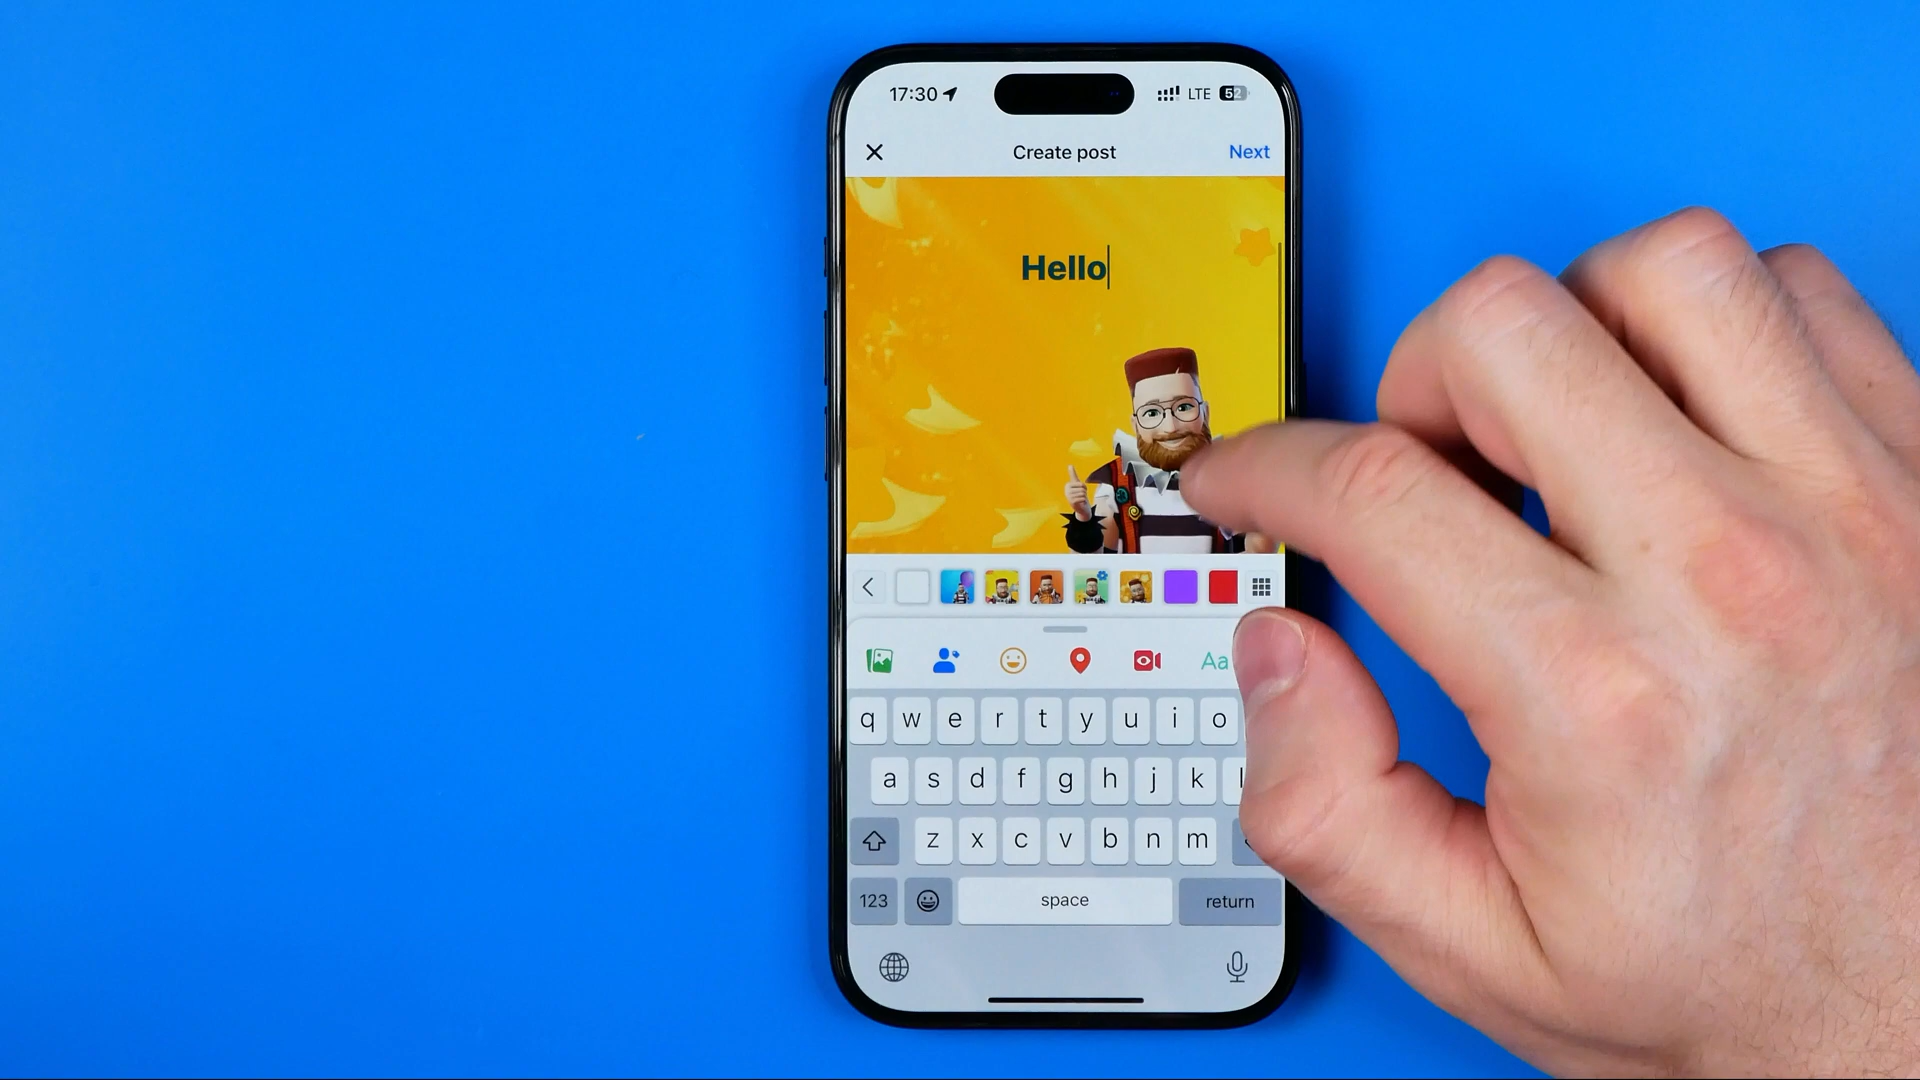 17:30 LTE 52
Create post Next
Hello
Aa
q w e r t y u i o
a s d f g h j k l
z x c v b n m
123 space return